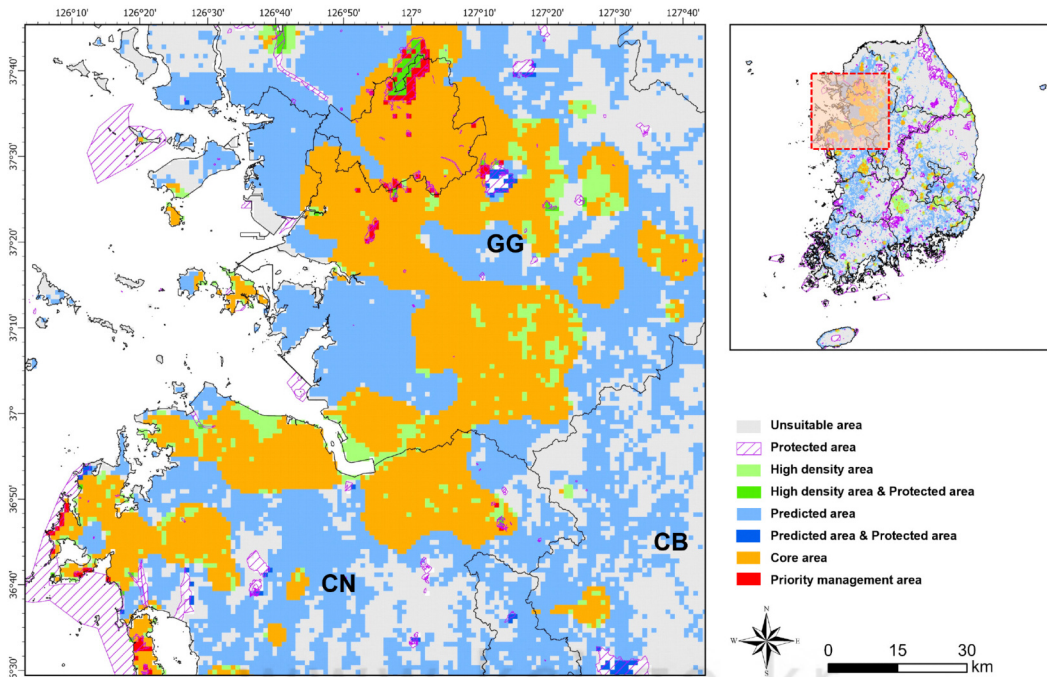 126°10' 126°20' 126°30' 126°40' 126°50' 127° 127°10' 127°20' 127°30' 127°40'
37°40'
37°30'
37°20'
37°10'
37°
36°50'
36°40'
GG
CB
CN
Unsuitable area
Protected area
High density area
High density area & Protected area
Predicted area
Predicted area & Protected area
Core area
Priority management area
N
W E
S
0 15 30
km